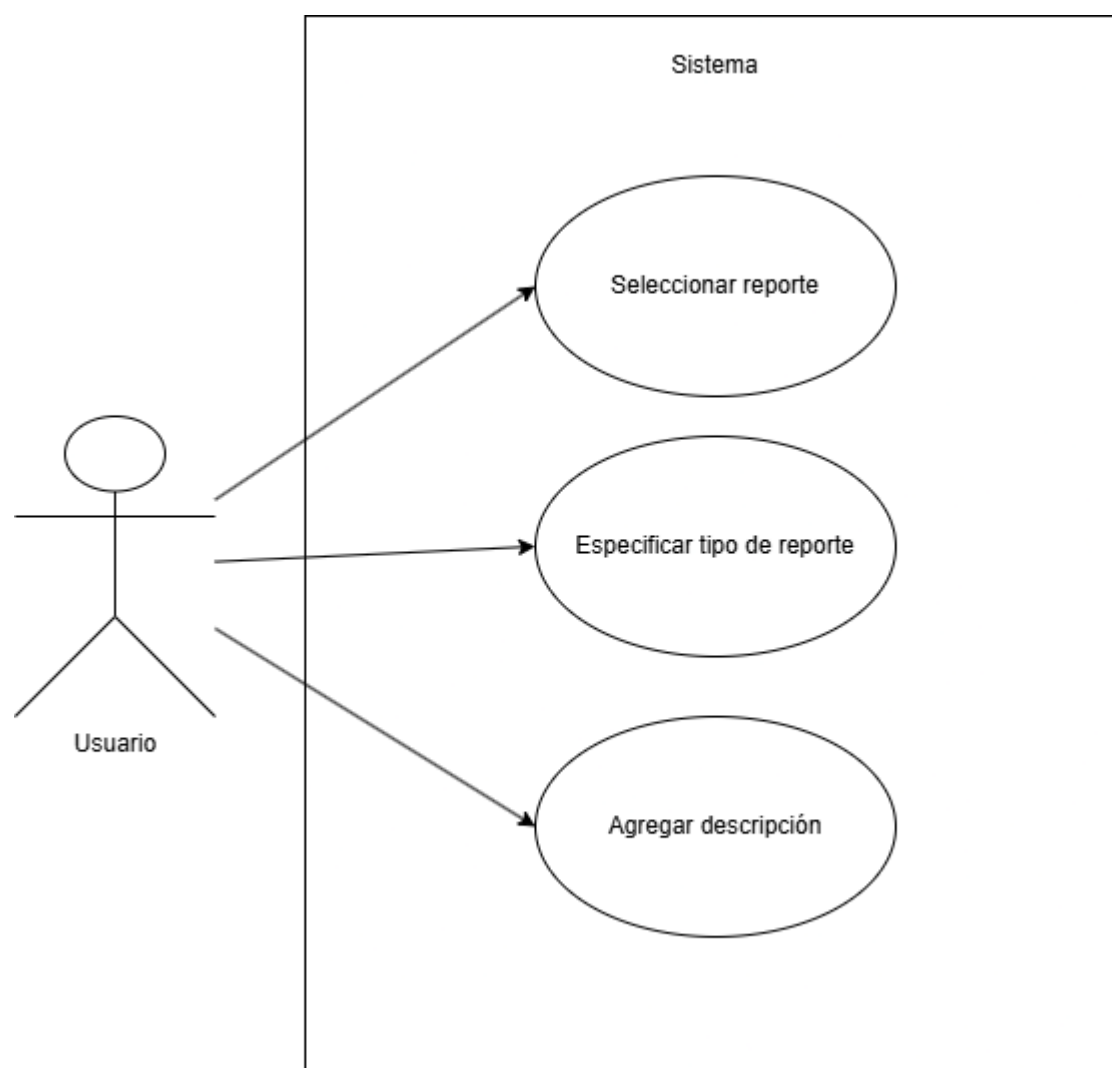 Sistema
Seleccionar reporte
Especificar tipo de reporte
Usuario
Agregar descripción